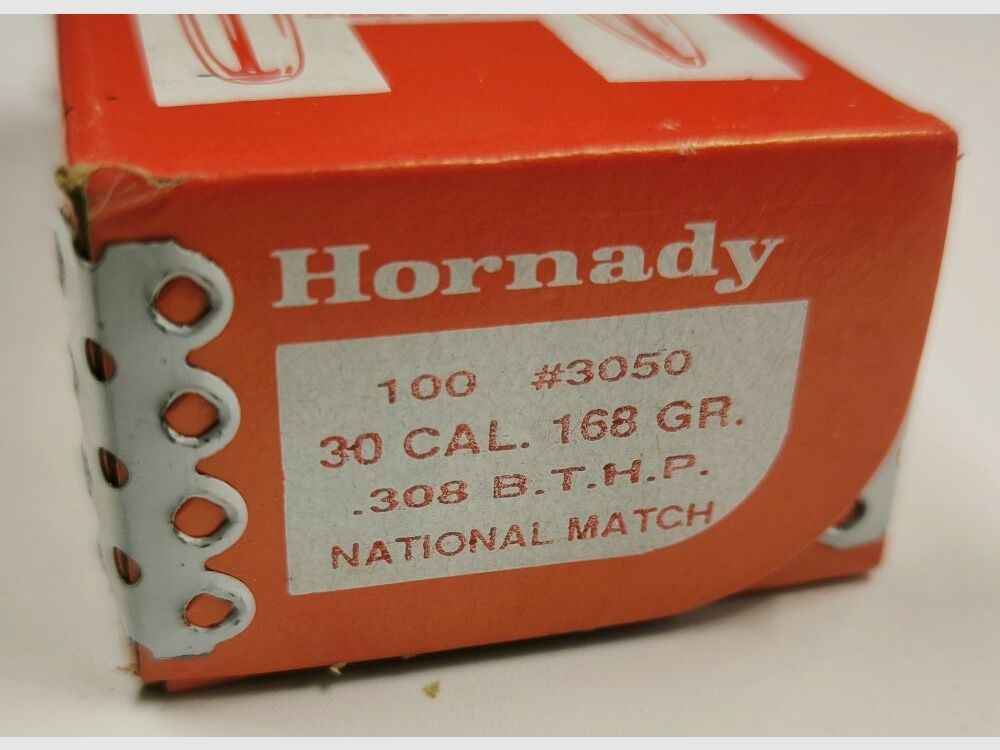 Hornady
100 #3050
30 CAL. 168 GR.
.308 B.T.H.P.
NATIONAL MATCH